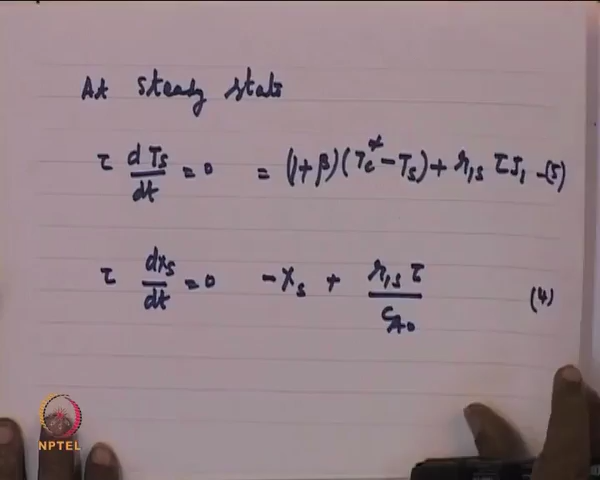 At steady state
τ dTs/dt = 0 = (1+β)(Tc* − Ts) + r1s τ J1 —(5)
τ dxs/dt = 0 − xs + r1s τ / CA0 (4)
NPTEL